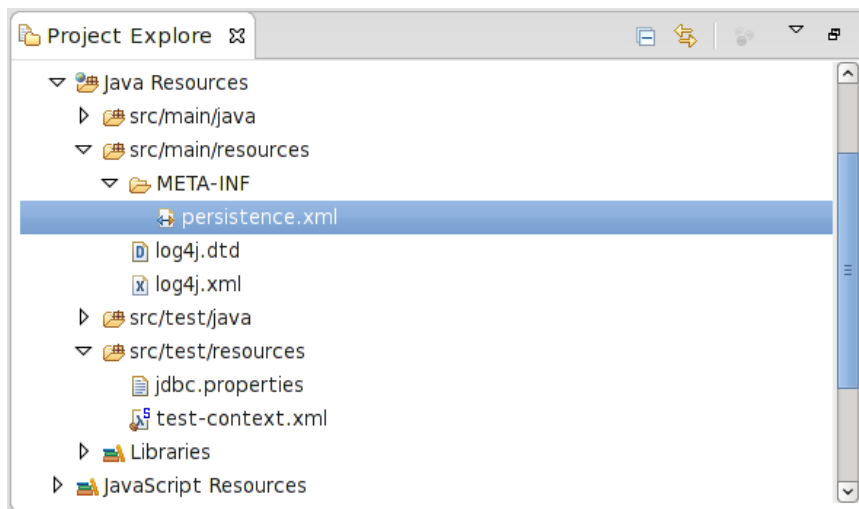 Project Explore
Java Resources
src/main/java
src/main/resources
META-INF
persistence.xml
log4j.dtd
log4j.xml
src/test/java
src/test/resources
jdbc.properties
test-context.xml
Libraries
JavaScript Resources